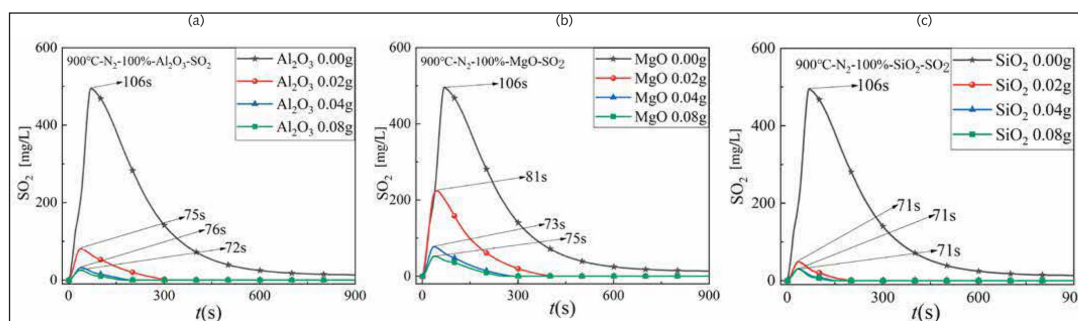 (a)
600
400
200
0
SO₂ [mg/L]
900℃-N₂-100%-Al₂O₃-SO₂
Al₂O₃ 0.00g
Al₂O₃ 0.02g
Al₂O₃ 0.04g
Al₂O₃ 0.08g
106s
75s
76s
72s
0 300 600 900
t(s)
(b)
600
400
200
0
SO₂ [mg/L]
900℃-N₂-100%-MgO-SO₂
MgO 0.00g
MgO 0.02g
MgO 0.04g
MgO 0.08g
106s
81s
73s
75s
0 300 600 900
t(s)
(c)
600
400
200
0
SO₂ [mg/L]
900℃-N₂-100%-SiO₂-SO₂
SiO₂ 0.00g
SiO₂ 0.02g
SiO₂ 0.04g
SiO₂ 0.08g
106s
71s
71s
71s
0 300 600 90
t(s)